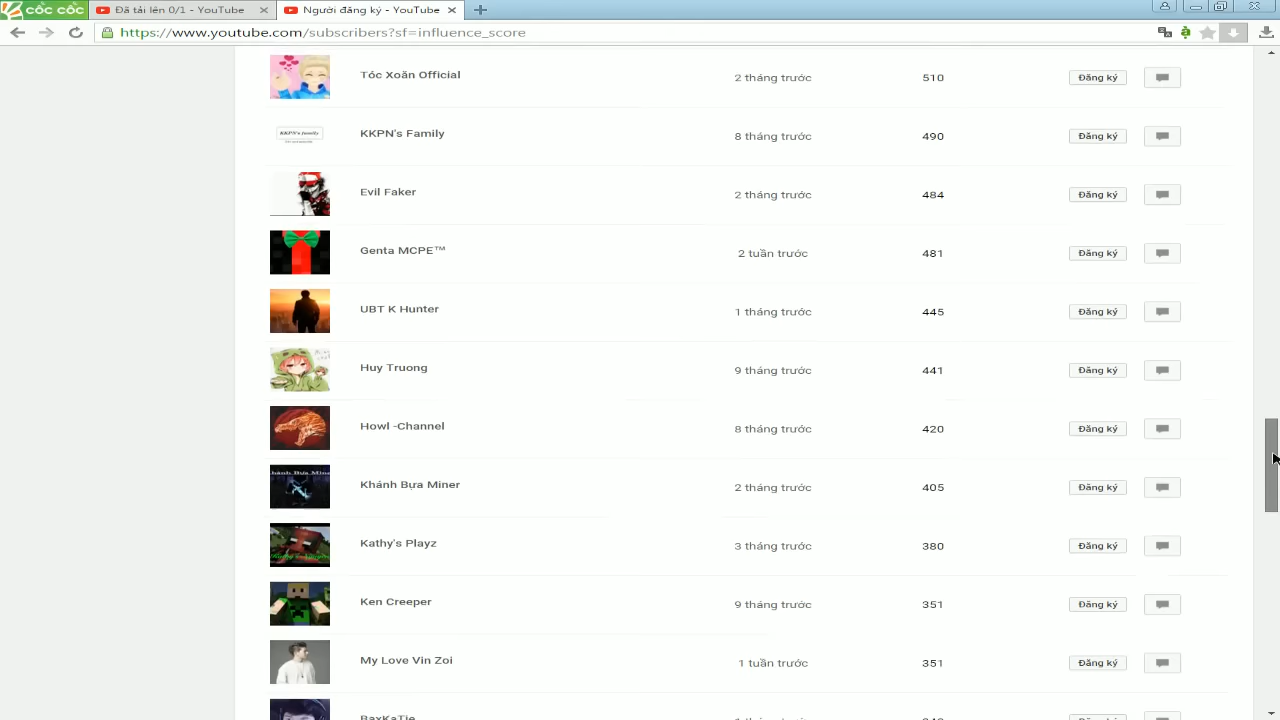 cốc cốc
Đã tải lên 0/1 - YouTube
Người đăng ký - YouTube
https://www.youtube.com/subscribers?sf=influence_score
Tóc Xoăn Official 2 tháng trước 510 Đăng ký
KKPN's Family 8 tháng trước 490 Đăng ký
KKPN's family
Evil Faker 2 tháng trước 484 Đăng ký
Genta MCPE™ 2 tuần trước 481 Đăng ký
UBT K Hunter 1 tháng trước 445 Đăng ký
Huy Truong 9 tháng trước 441 Đăng ký
Howl -Channel 8 tháng trước 420 Đăng ký
Khánh Bựa Miner 2 tháng trước 405 Đăng ký
Kathy's Playz 3 tháng trước 380 Đăng ký
Ken Creeper 9 tháng trước 351 Đăng ký
My Love Vin Zoi 1 tuần trước 351 Đăng ký
BaxKaTie